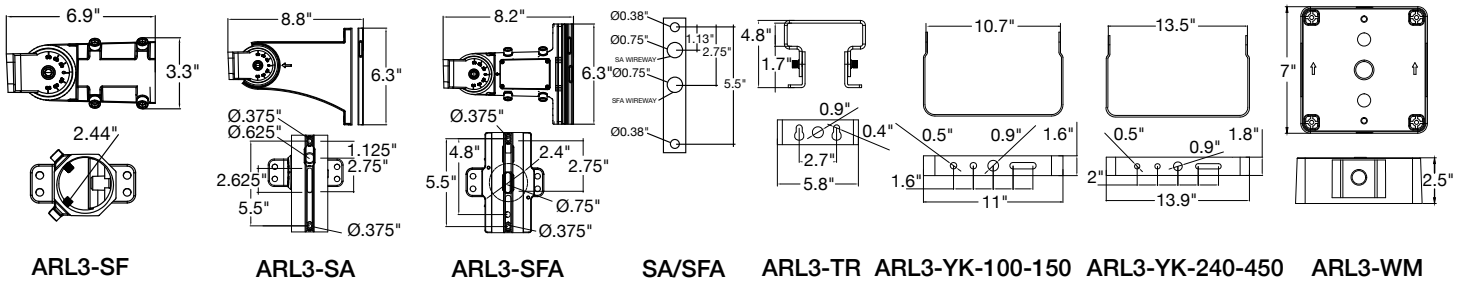 6.9"
3.3"
2.44"
ARL3-SF
8.8"
6.3"
Ø.375"
Ø.625"
1.125"
2.75"
2.625"
5.5"
Ø.375"
ARL3-SA
8.2"
6.3"
Ø.375"
4.8"
2.4"
2.75"
5.5"
Ø.75"
Ø.375"
ARL3-SFA
Ø0.38"
1.13"
Ø0.75"
2.75"
SA WIREWAY
Ø0.75"
5.5"
SFA WIREWAY
Ø0.38"
SA/SFA
4.8"
1.7"
0.9"
0.4"
2.7"
5.8"
ARL3-TR
10.7"
0.5"
0.9"
1.6"
1.6"
11"
ARL3-YK-100-150
13.5"
0.5"
0.9"
1.8"
2"
13.9"
ARL3-YK-240-450
7"
2.5"
ARL3-WM